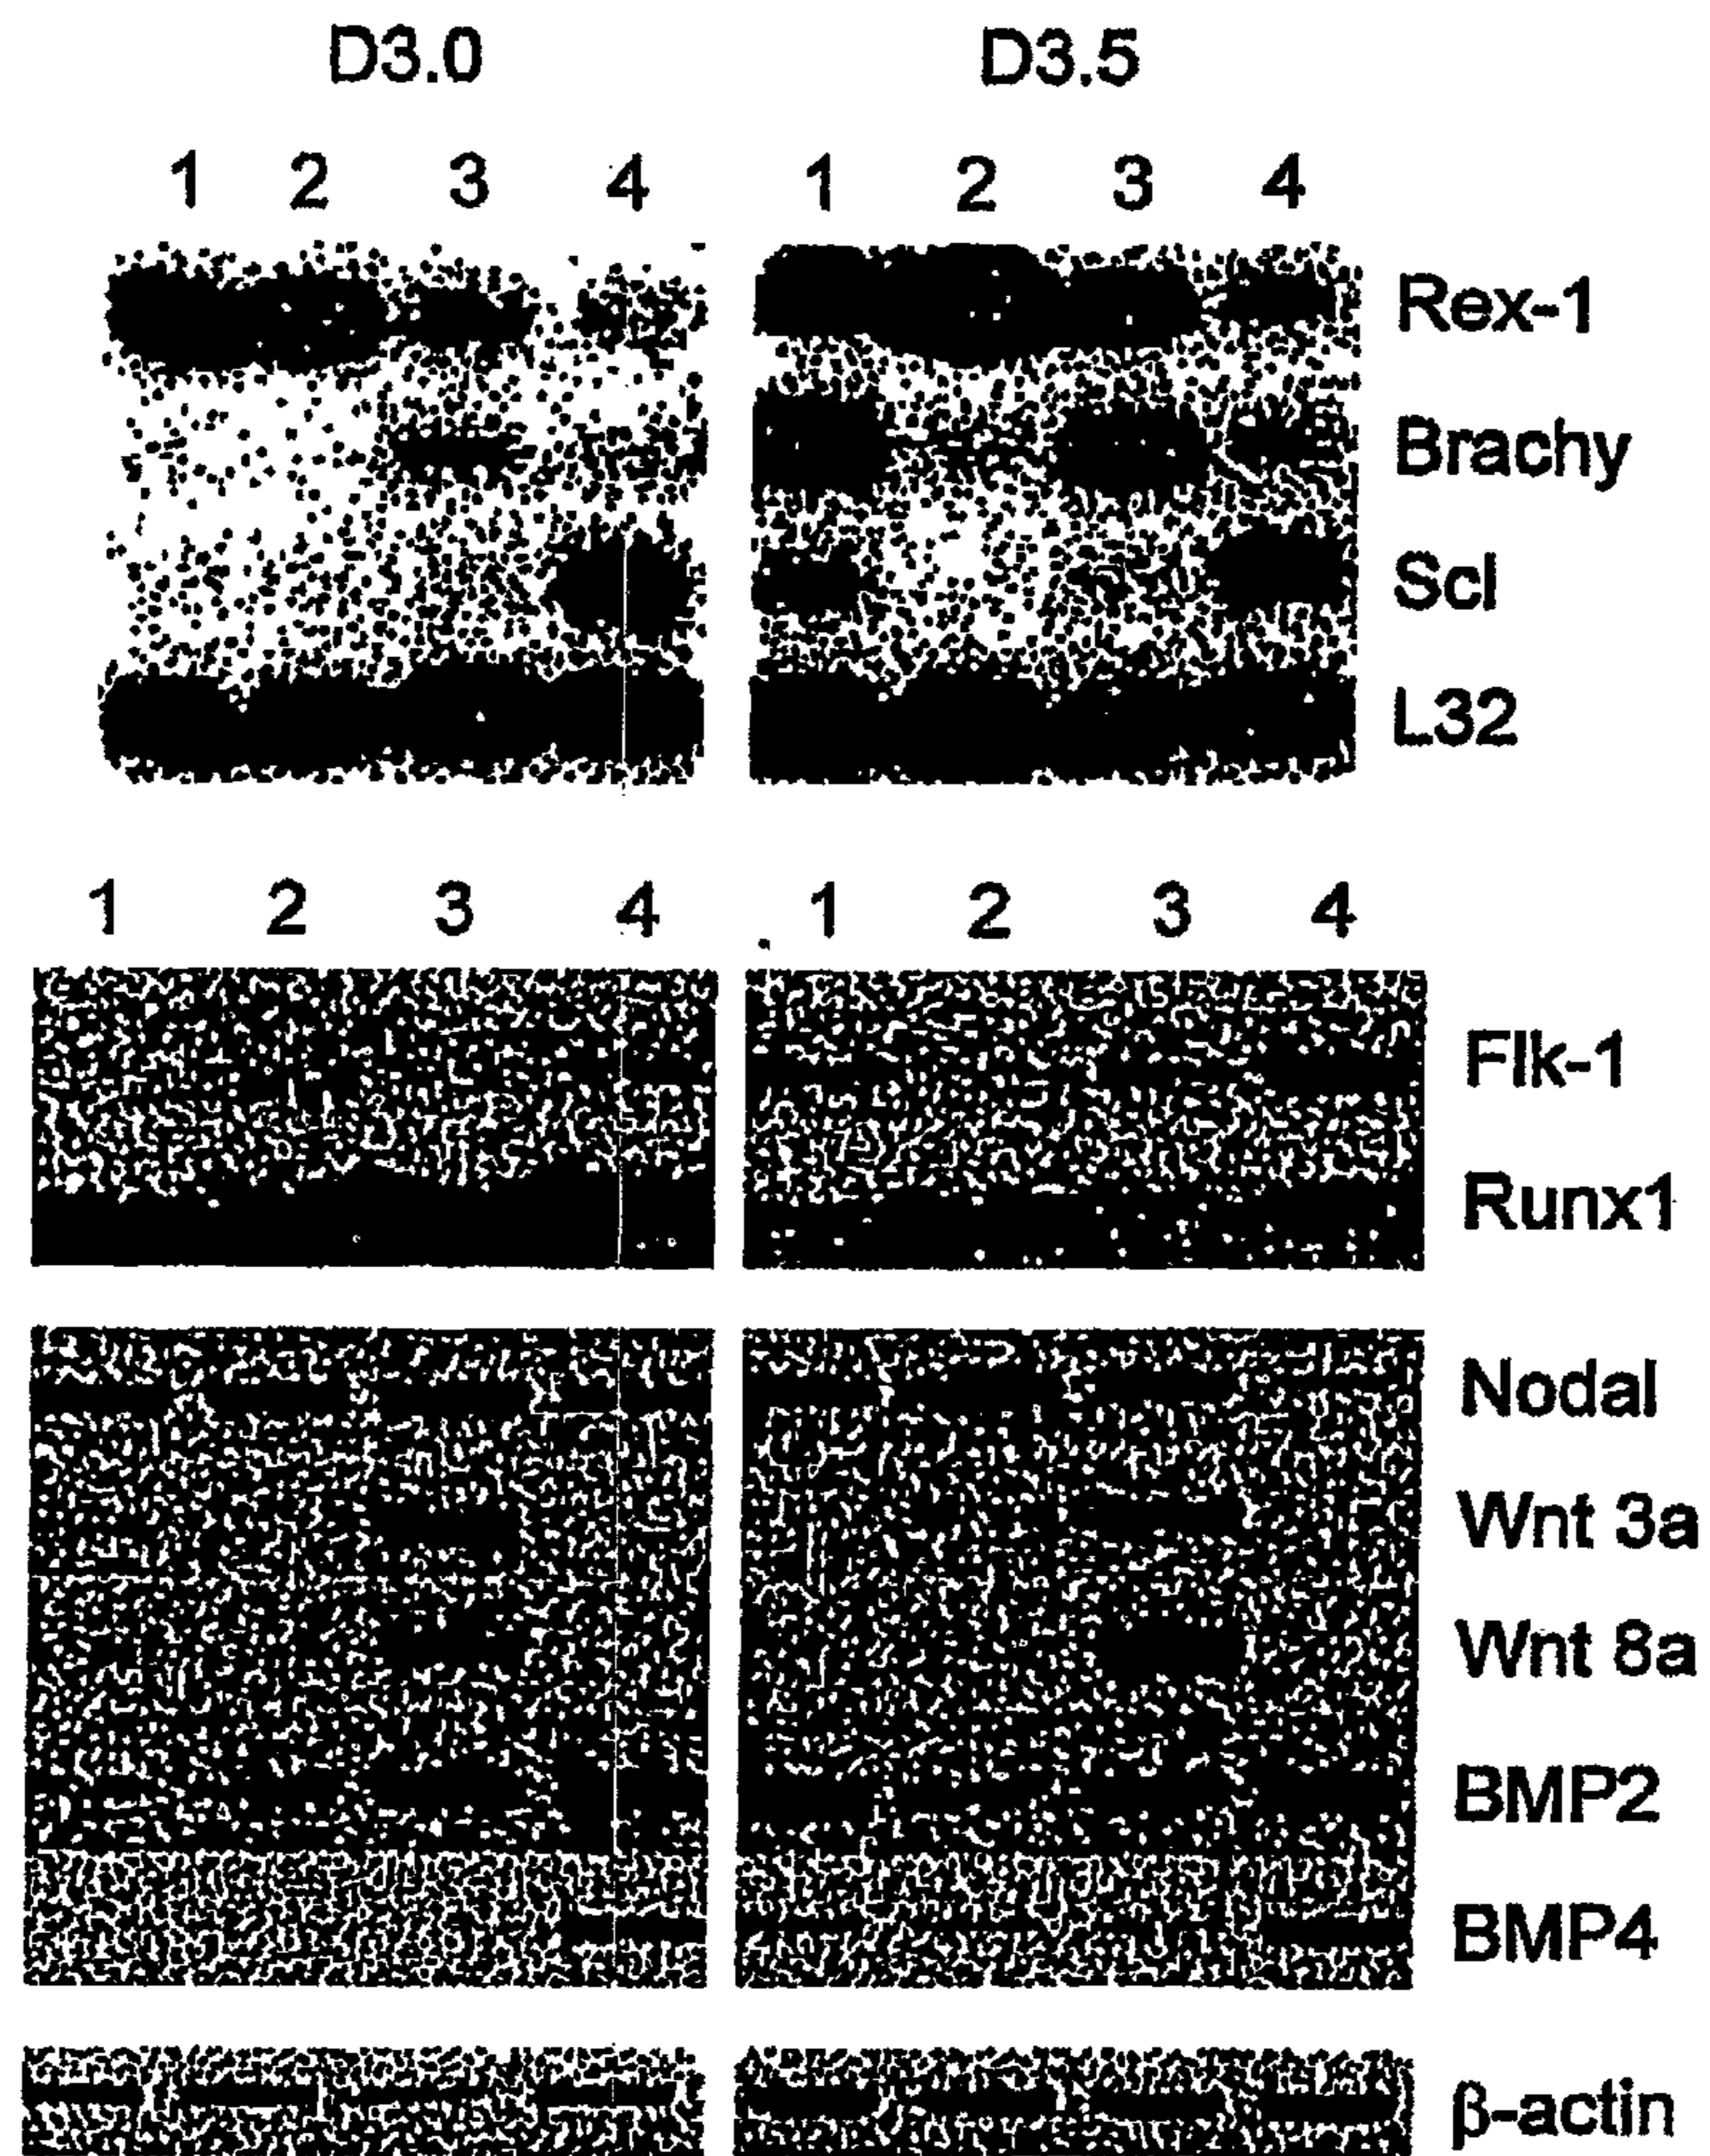 D3.0 D3.5
1 2 3 4 1 2 3 4
Rex-1
Brachy
Scl
L32
1 2 3 4 1 2 3 4
Flk-1
Runx1
Nodal
Wnt 3a
Wnt 8a
BMP2
BMP4
β-actin